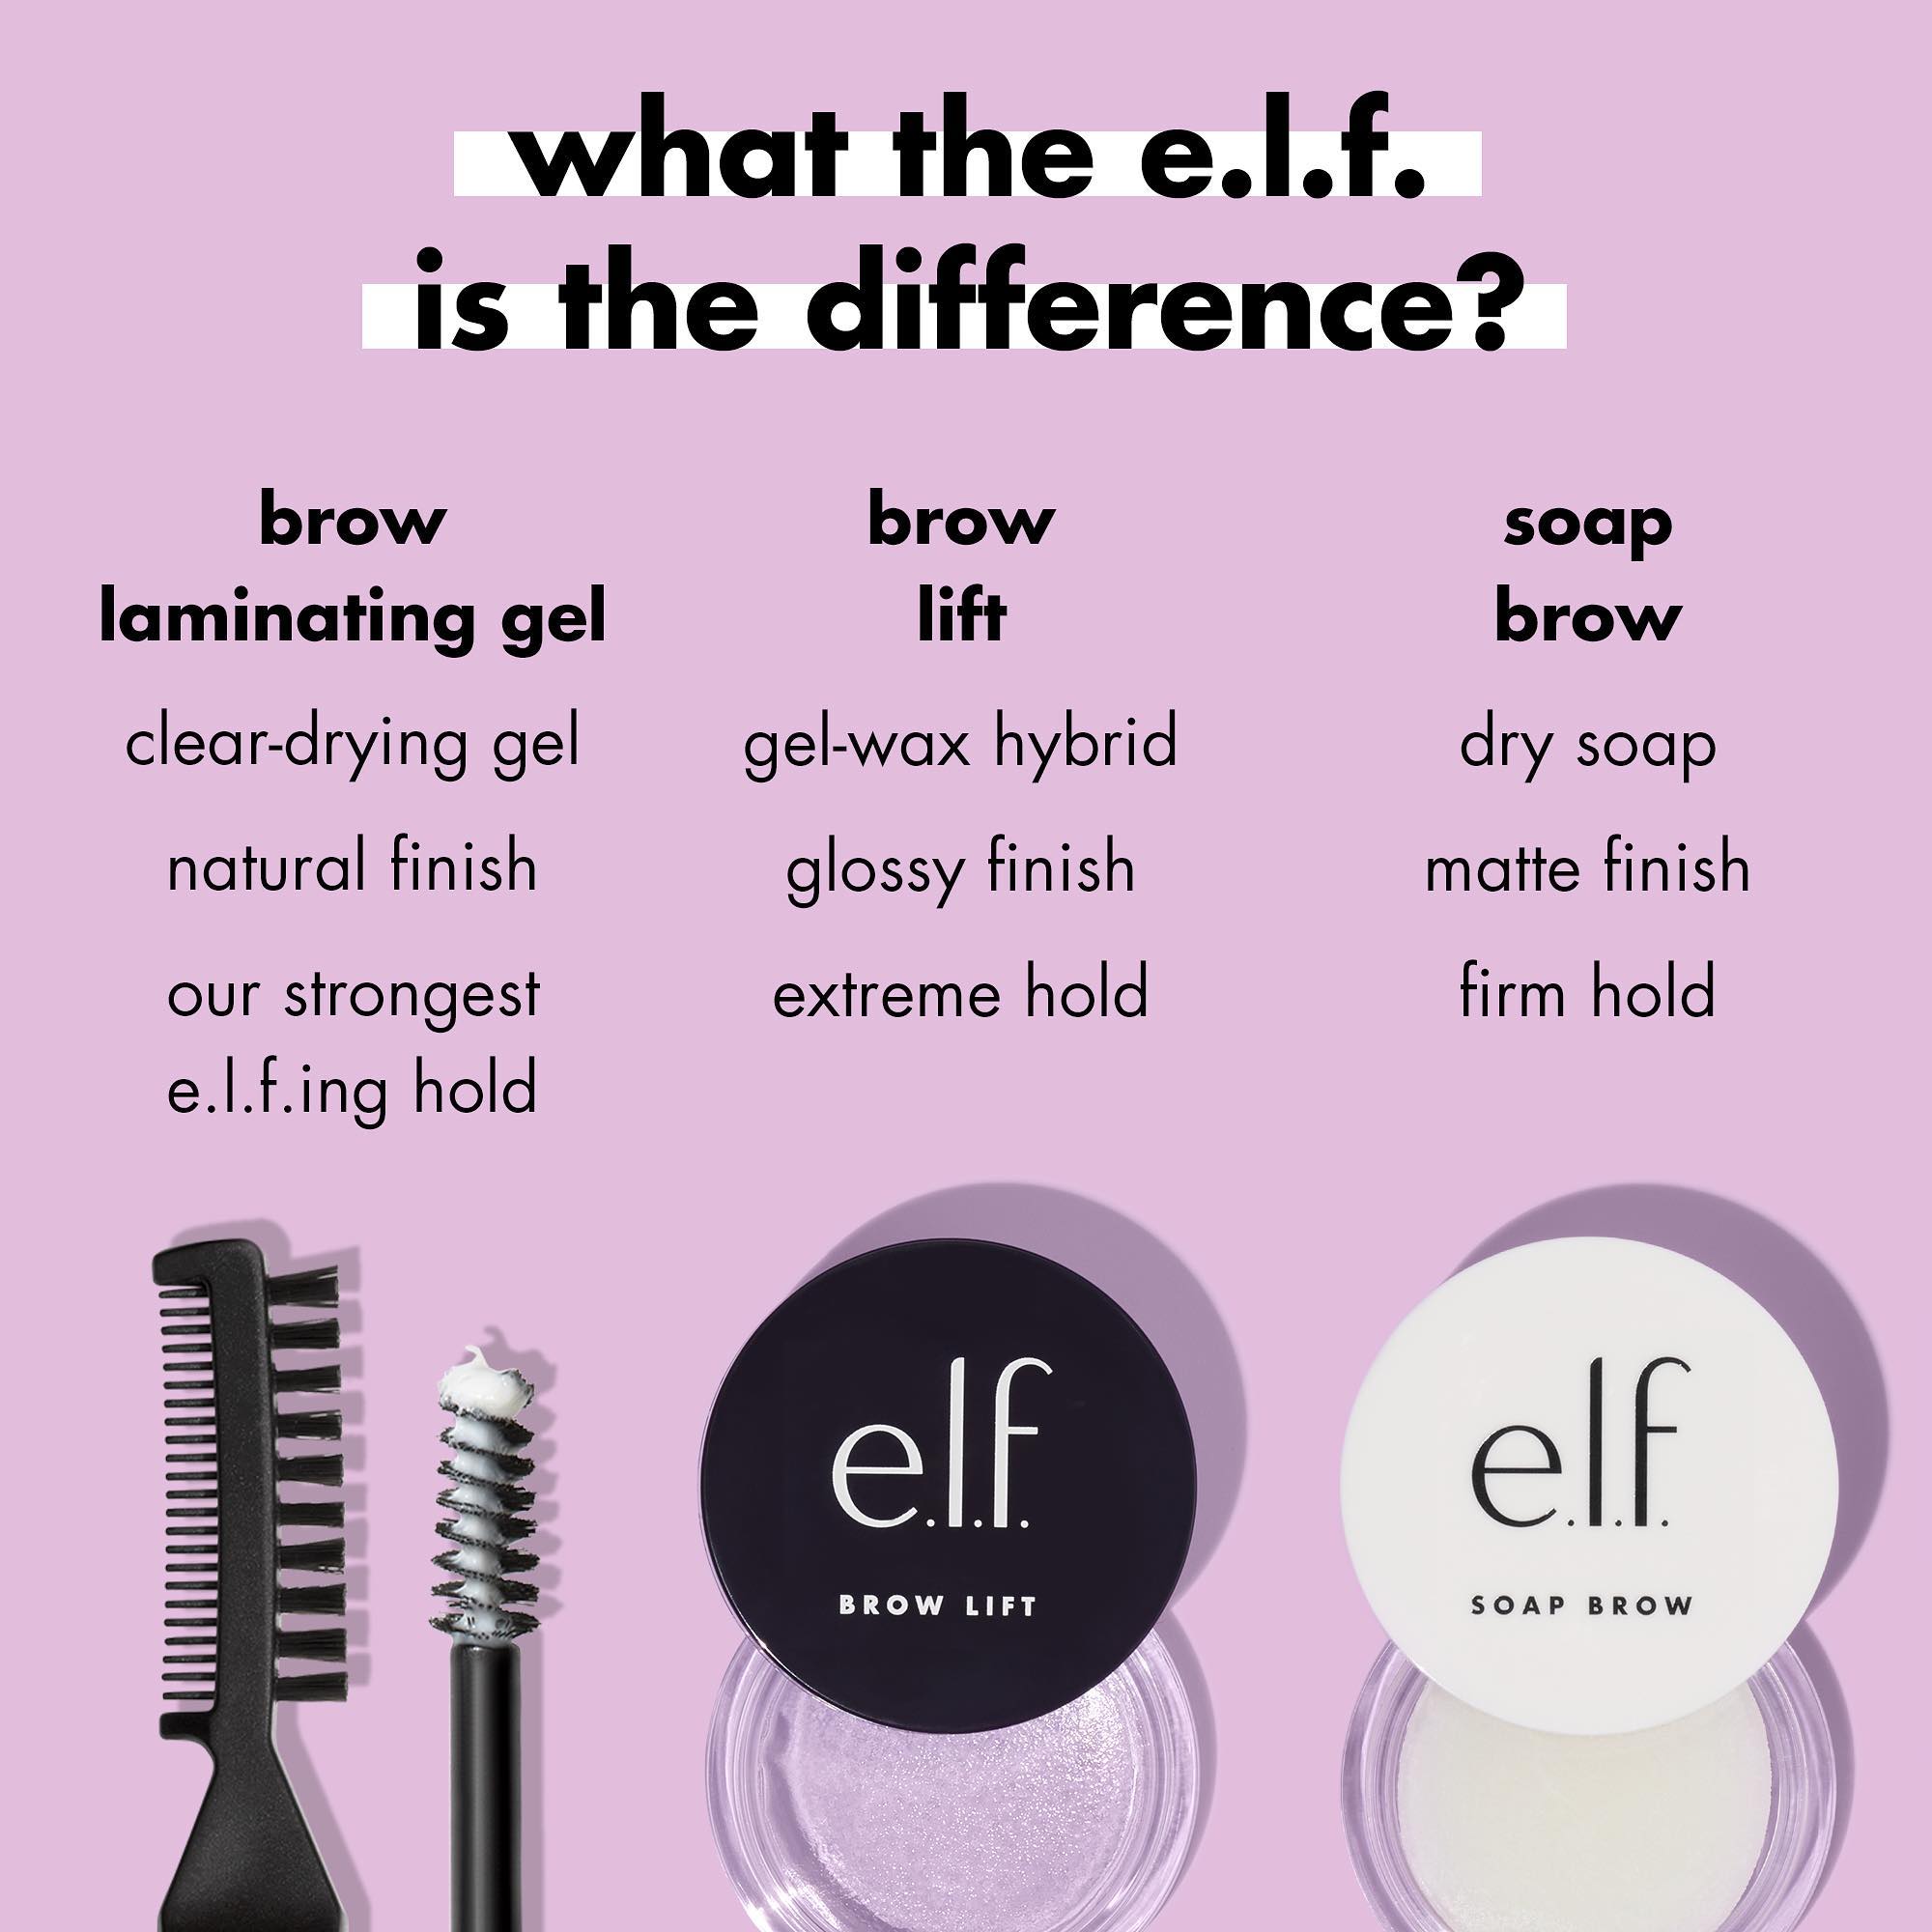 what the e.l.f.
is the difference?
brow
laminating gel
clear-drying gel
natural finish
our strongest
e.l.f.ing hold
brow
lift
gel-wax hybrid
glossy finish
extreme hold
soap
brow
dry soap
matte finish
firm hold
e.l.f.
BROW LIFT
e.l.f.
SOAP BROW